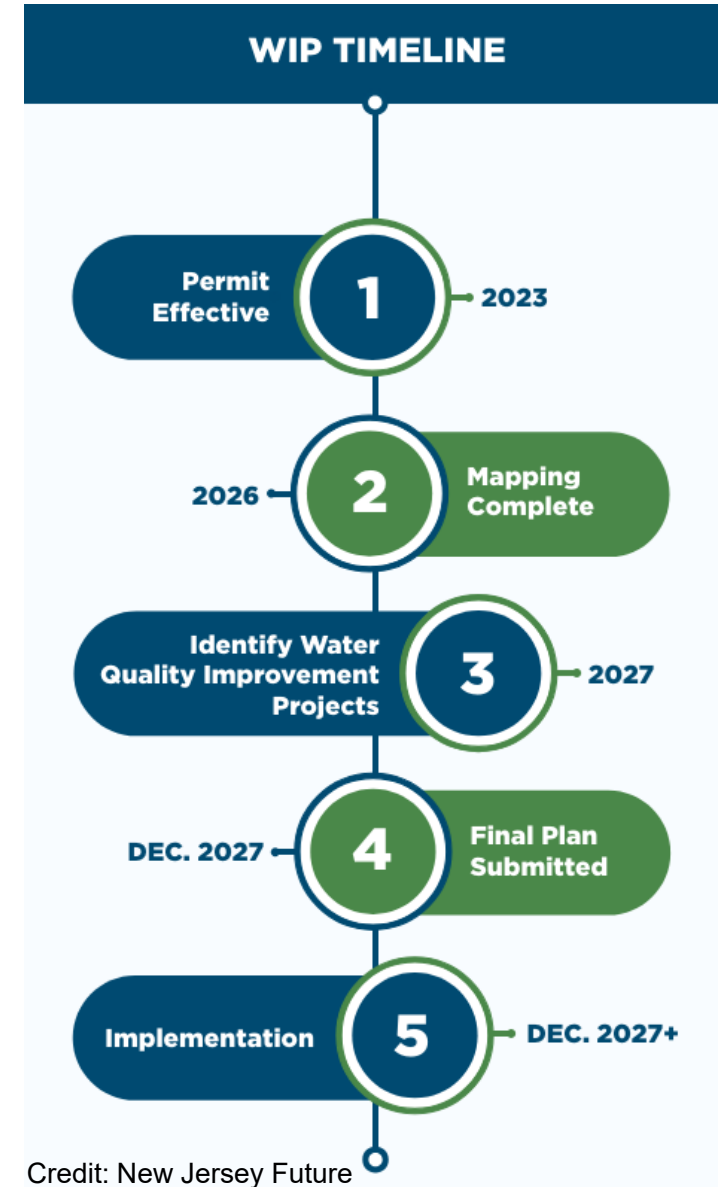 WIP TIMELINE
Permit
Effective
1
2023
2026
2
Mapping
Complete
Identify Water
Quality Improvement
Projects
3
2027
DEC. 2027
4
Final Plan
Submitted
Implementation
5
DEC. 2027+
Credit: New Jersey Future